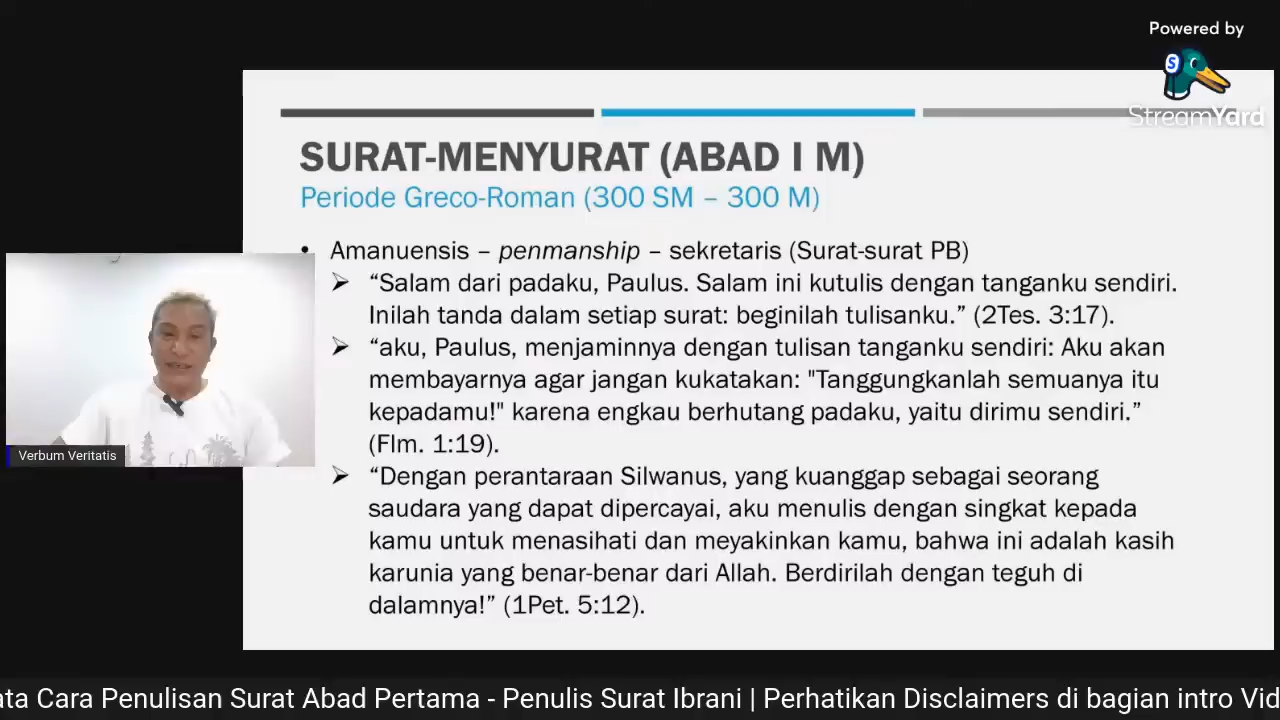 Powered by
StreamYard
SURAT-MENYURAT (ABAD I M)
Periode Greco-Roman (300 SM – 300 M)
• Amanuensis – penmanship – sekretaris (Surat-surat PB)
➢ “Salam dari padaku, Paulus. Salam ini kutulis dengan tanganku sendiri.
Inilah tanda dalam setiap surat: beginilah tulisanku.” (2Tes. 3:17).
➢ “aku, Paulus, menjaminnya dengan tulisan tanganku sendiri: Aku akan
membayarnya agar jangan kukatakan: "Tanggungkanlah semuanya itu
kepadamu!" karena engkau berhutang padaku, yaitu dirimu sendiri.”
(Flm. 1:19).
➢ “Dengan perantaraan Silwanus, yang kuanggap sebagai seorang
saudara yang dapat dipercayai, aku menulis dengan singkat kepada
kamu untuk menasihati dan meyakinkan kamu, bahwa ini adalah kasih
karunia yang benar-benar dari Allah. Berdirilah dengan teguh di
dalamnya!” (1Pet. 5:12).
Verbum Veritatis
ata Cara Penulisan Surat Abad Pertama - Penulis Surat Ibrani | Perhatikan Disclaimers di bagian intro Vid